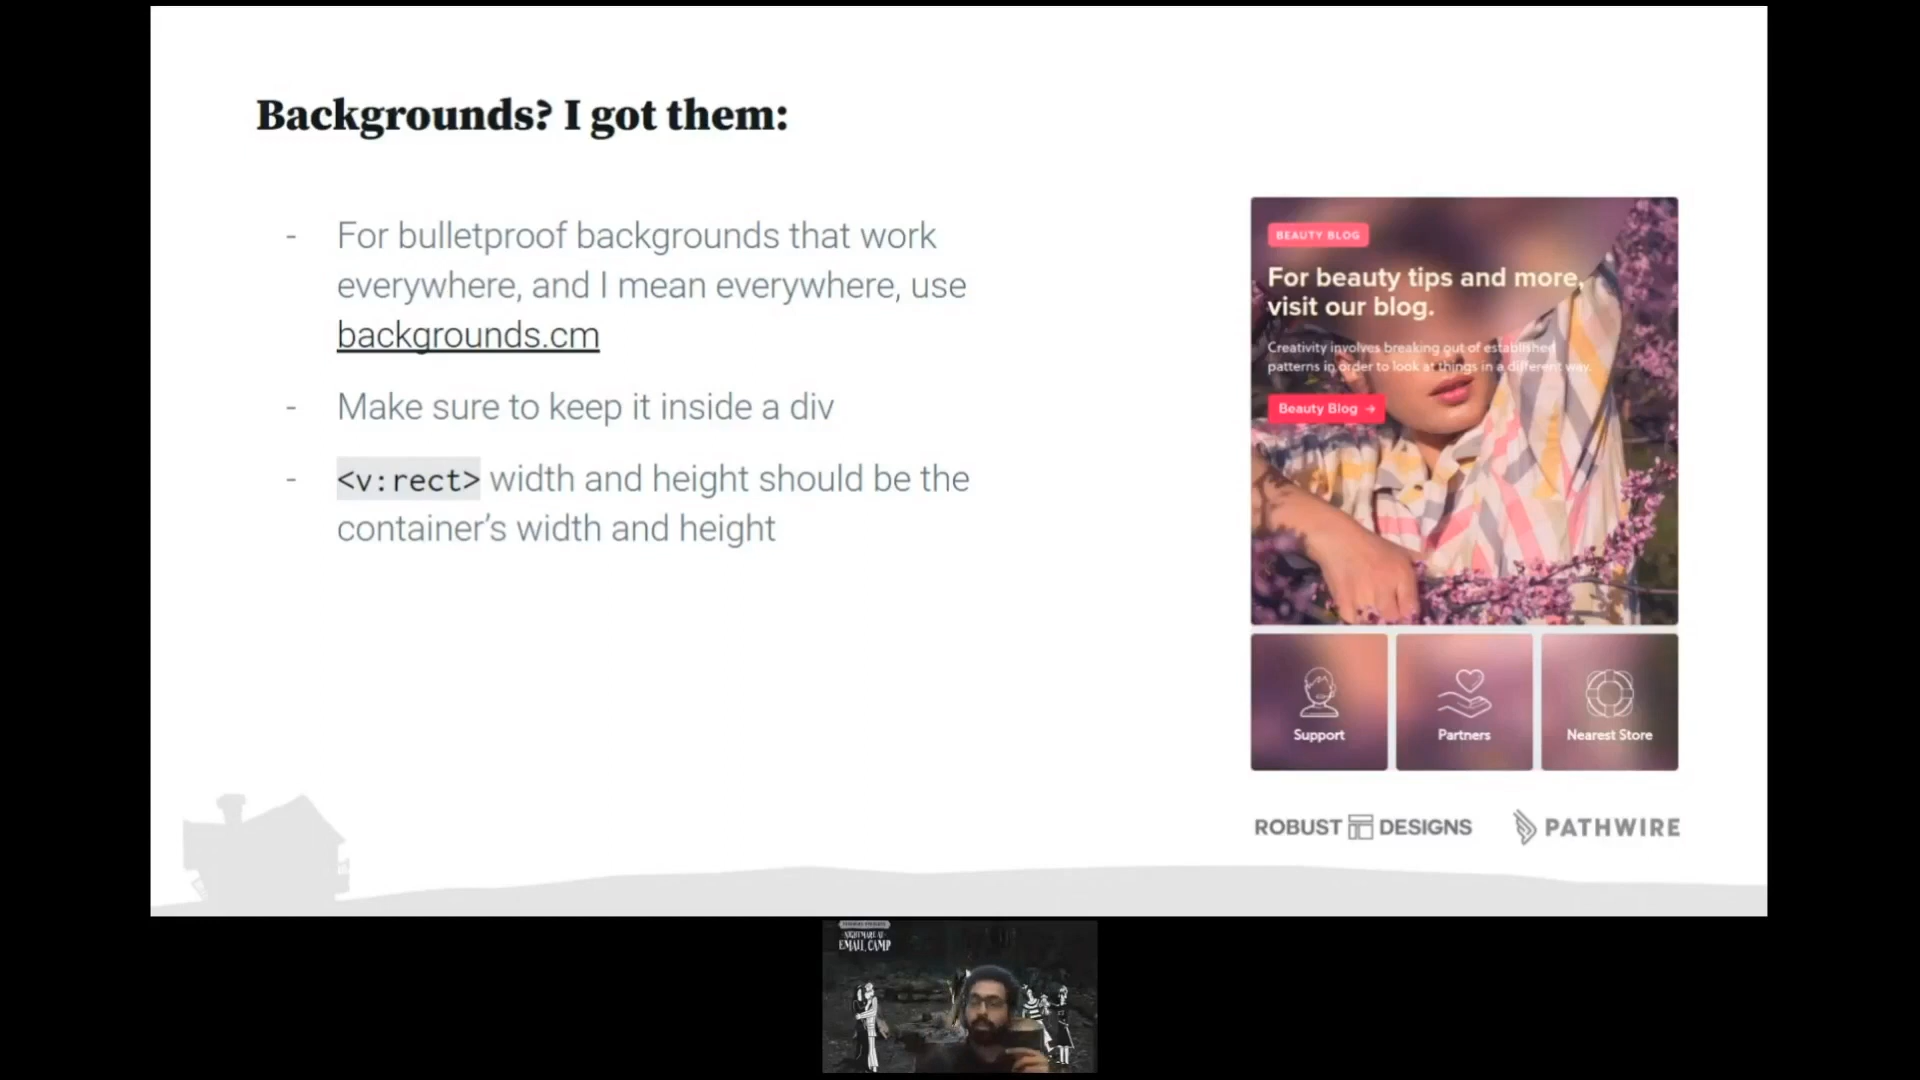 Backgrounds? I got them:
- For bulletproof backgrounds that work
everywhere, and I mean everywhere, use
backgrounds.cm
- Make sure to keep it inside a div
- <v:rect> width and height should be the
container's width and height
BEAUTY BLOG
For beauty tips and more,
visit our blog.
Creativity involves breaking out of established
patterns in order to look at things in a different way.
Beauty Blog →
Support
Partners
Nearest Store
ROBUST DESIGNS
PATHWIRE
NIGHTMARE AT
EMAIL CAMP